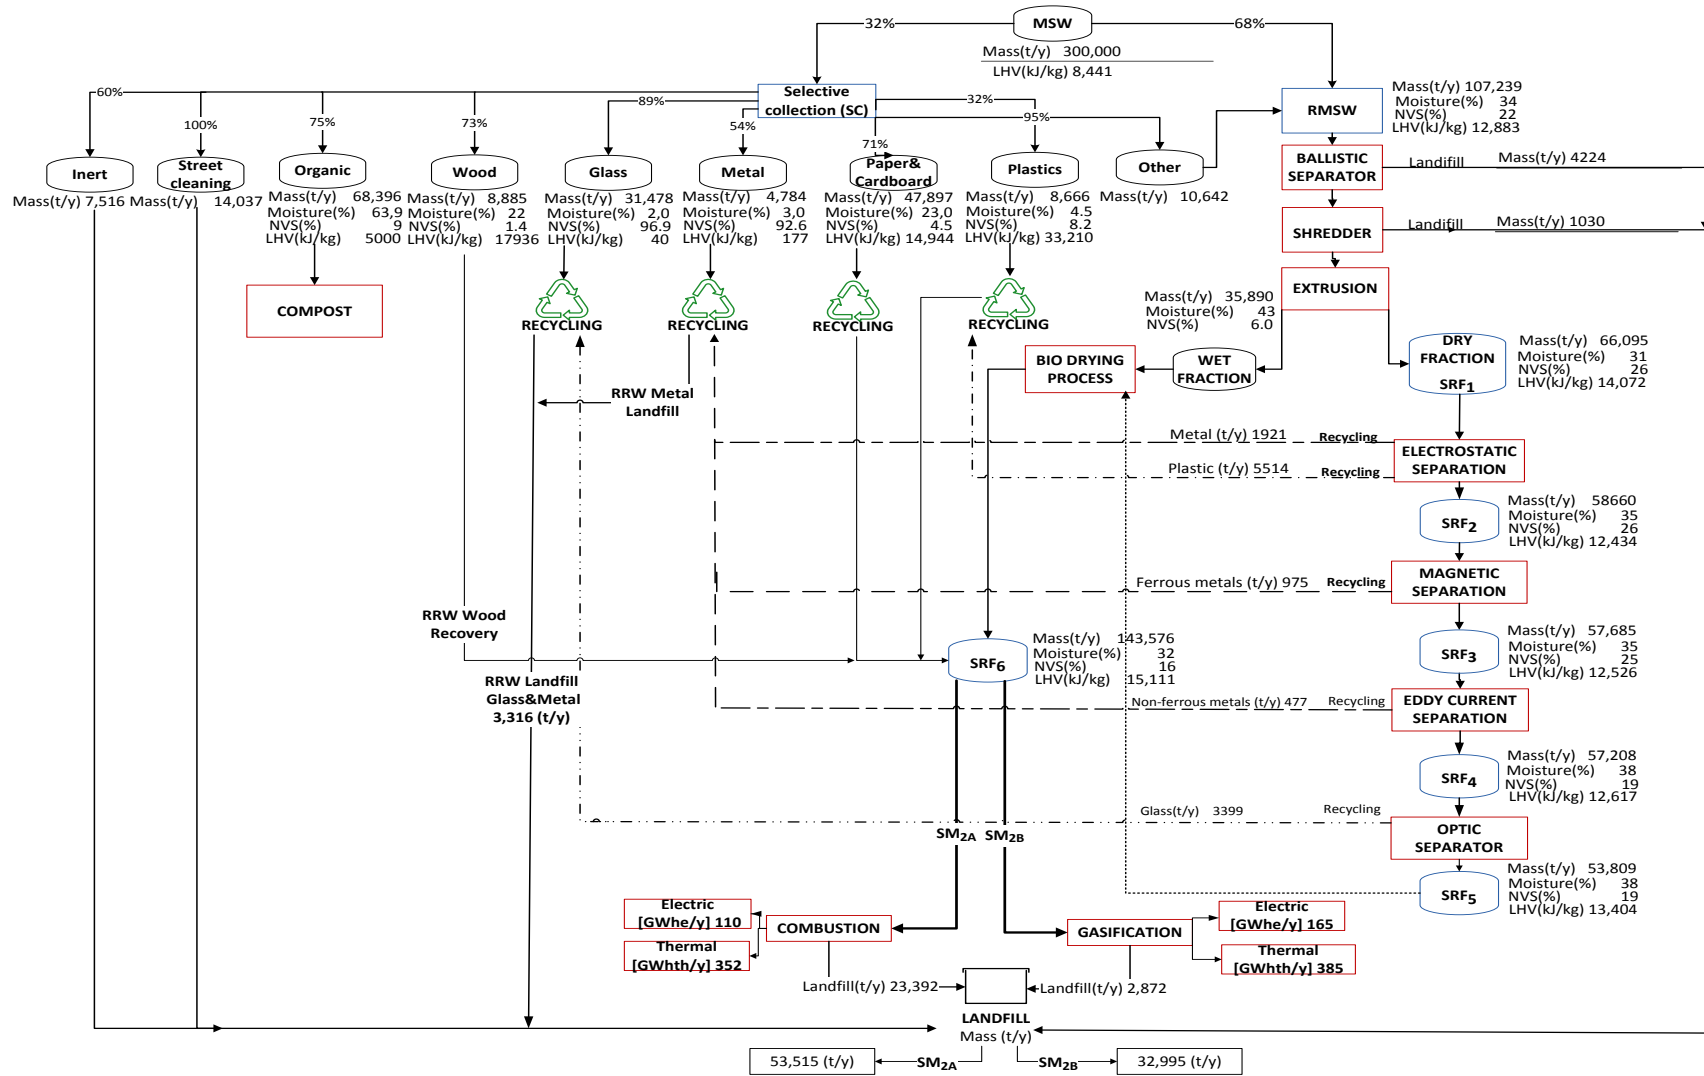 32%
MSW
68%
Mass(t/y) 300,000
LHV(kJ/kg) 8,441
Selective
collection (SC)
60%
100%
75%
73%
89%
54%
71%
32%
95%
RMSW
Mass(t/y) 107,239
Moisture(%) 34
NVS(%) 22
LHV(kJ/kg) 12,883
Inert
Mass(t/y) 7,516
Street
cleaning
Mass(t/y) 14,037
Organic
Mass(t/y) 68,396
Moisture(%) 63,9
NVS(%) 9
LHV(kJ/kg) 5000
Wood
Mass(t/y) 8,885
Moisture(%) 22
NVS(%) 1.4
LHV(kJ/kg) 17936
Glass
Mass(t/y) 31,478
Moisture(%) 2,0
NVS(%) 96.9
LHV(kJ/kg) 40
Metal
Mass(t/y) 4,784
Moisture(%) 3,0
NVS(%) 92.6
LHV(kJ/kg) 177
Paper&
Cardboard
Mass(t/y) 47,897
Moisture(%) 23,0
NVS(%) 4.5
LHV(kJ/kg) 14,944
Plastics
Mass(t/y) 8,666
Moisture(%) 4.5
NVS(%) 8.2
LHV(kJ/kg) 33,210
Other
Mass(t/y) 10,642
BALLISTIC
SEPARATOR
Landfill Mass(t/y) 4224
SHREDDER
Landfill Mass(t/y) 1030
EXTRUSION
COMPOST
RECYCLING
RECYCLING
RECYCLING
RECYCLING
Mass(t/y) 35,890
Moisture(%) 43
NVS(%) 6.0
BIO DRYING
PROCESS
WET
FRACTION
DRY
FRACTION
SRF1
Mass(t/y) 66,095
Moisture(%) 31
NVS(%) 26
LHV(kJ/kg) 14,072
RRW Metal
Landfill
Metal (t/y) 1921 Recycling
Plastic (t/y) 5514 Recycling
ELECTROSTATIC
SEPARATION
SRF2
Mass(t/y) 58660
Moisture(%) 35
NVS(%) 26
LHV(kJ/kg) 12,434
Ferrous metals (t/y) 975 Recycling
MAGNETIC
SEPARATION
RRW Wood
Recovery
SRF6
Mass(t/y) 143,576
Moisture(%) 32
NVS(%) 16
LHV(kJ/kg) 15,111
SRF3
Mass(t/y) 57,685
Moisture(%) 35
NVS(%) 25
LHV(kJ/kg) 12,526
RRW Landfill
Glass&Metal
3,316 (t/y)
Non-ferrous metals (t/y) 477 Recycling
EDDY CURRENT
SEPARATION
SRF4
Mass(t/y) 57,208
Moisture(%) 38
NVS(%) 19
LHV(kJ/kg) 12,617
Glass(t/y) 3399 Recycling
OPTIC
SEPARATOR
SM2A
SM2B
SRF5
Mass(t/y) 53,809
Moisture(%) 38
NVS(%) 19
LHV(kJ/kg) 13,404
Electric
[GWhe/y] 110
Thermal
[GWhth/y] 352
COMBUSTION
GASIFICATION
Electric
[GWhe/y] 165
Thermal
[GWhth/y] 385
Landfill(t/y) 23,392
Landfill(t/y) 2,872
LANDFILL
Mass (t/y)
53,515 (t/y)
SM2A
SM2B
32,995 (t/y)